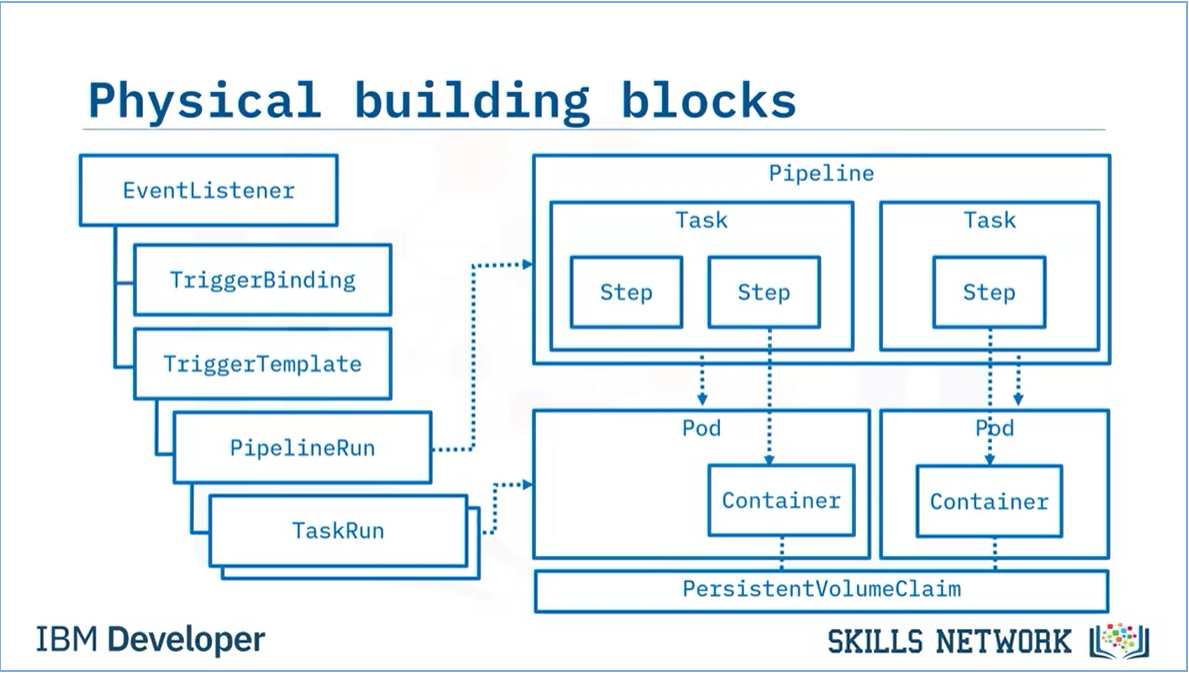 Physical building blocks
EventListener
TriggerBinding
TriggerTemplate
PipelineRun
TaskRun
Pipeline
Task
Step
Step
Task
Step
Pod
Container
Pod
Container
PersistentVolumeClaim
IBM Developer
SKILLS NETWORK